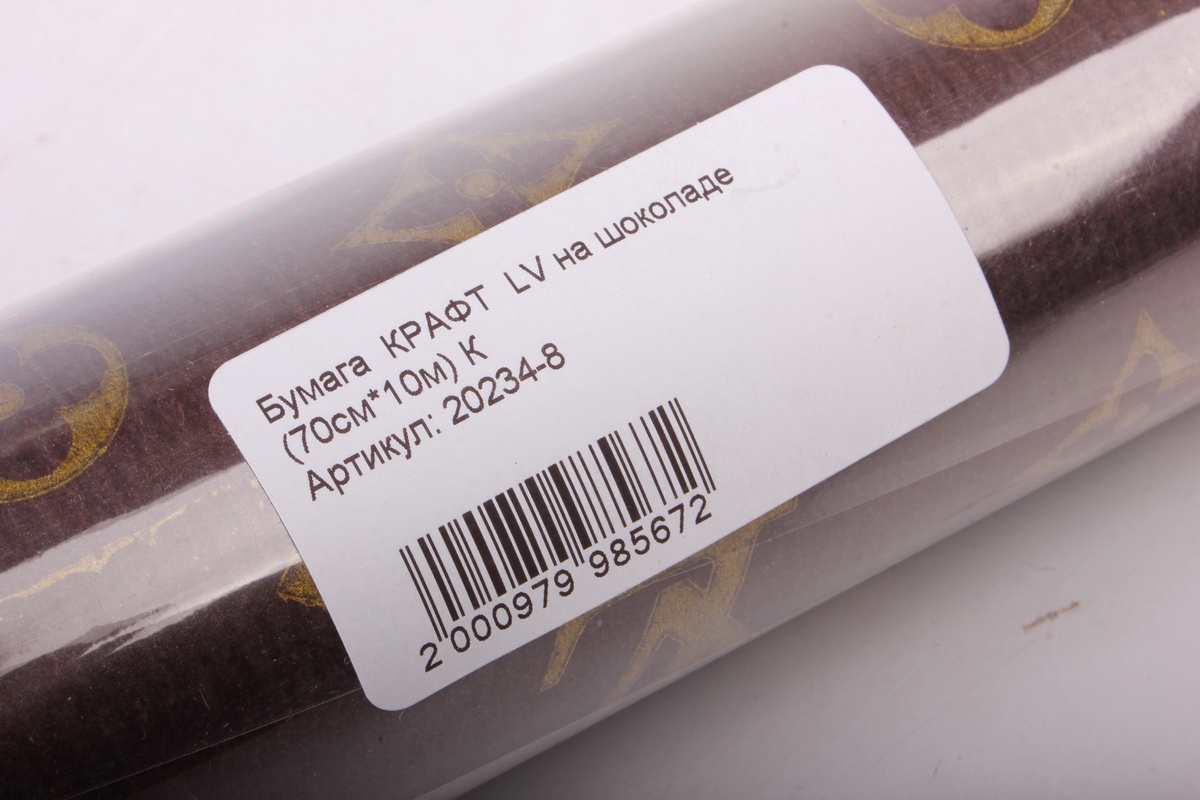 Бумага КРАФТ LV на шоколаде
(70см*10м) К
Артикул: 20234-8
2 000979 985672